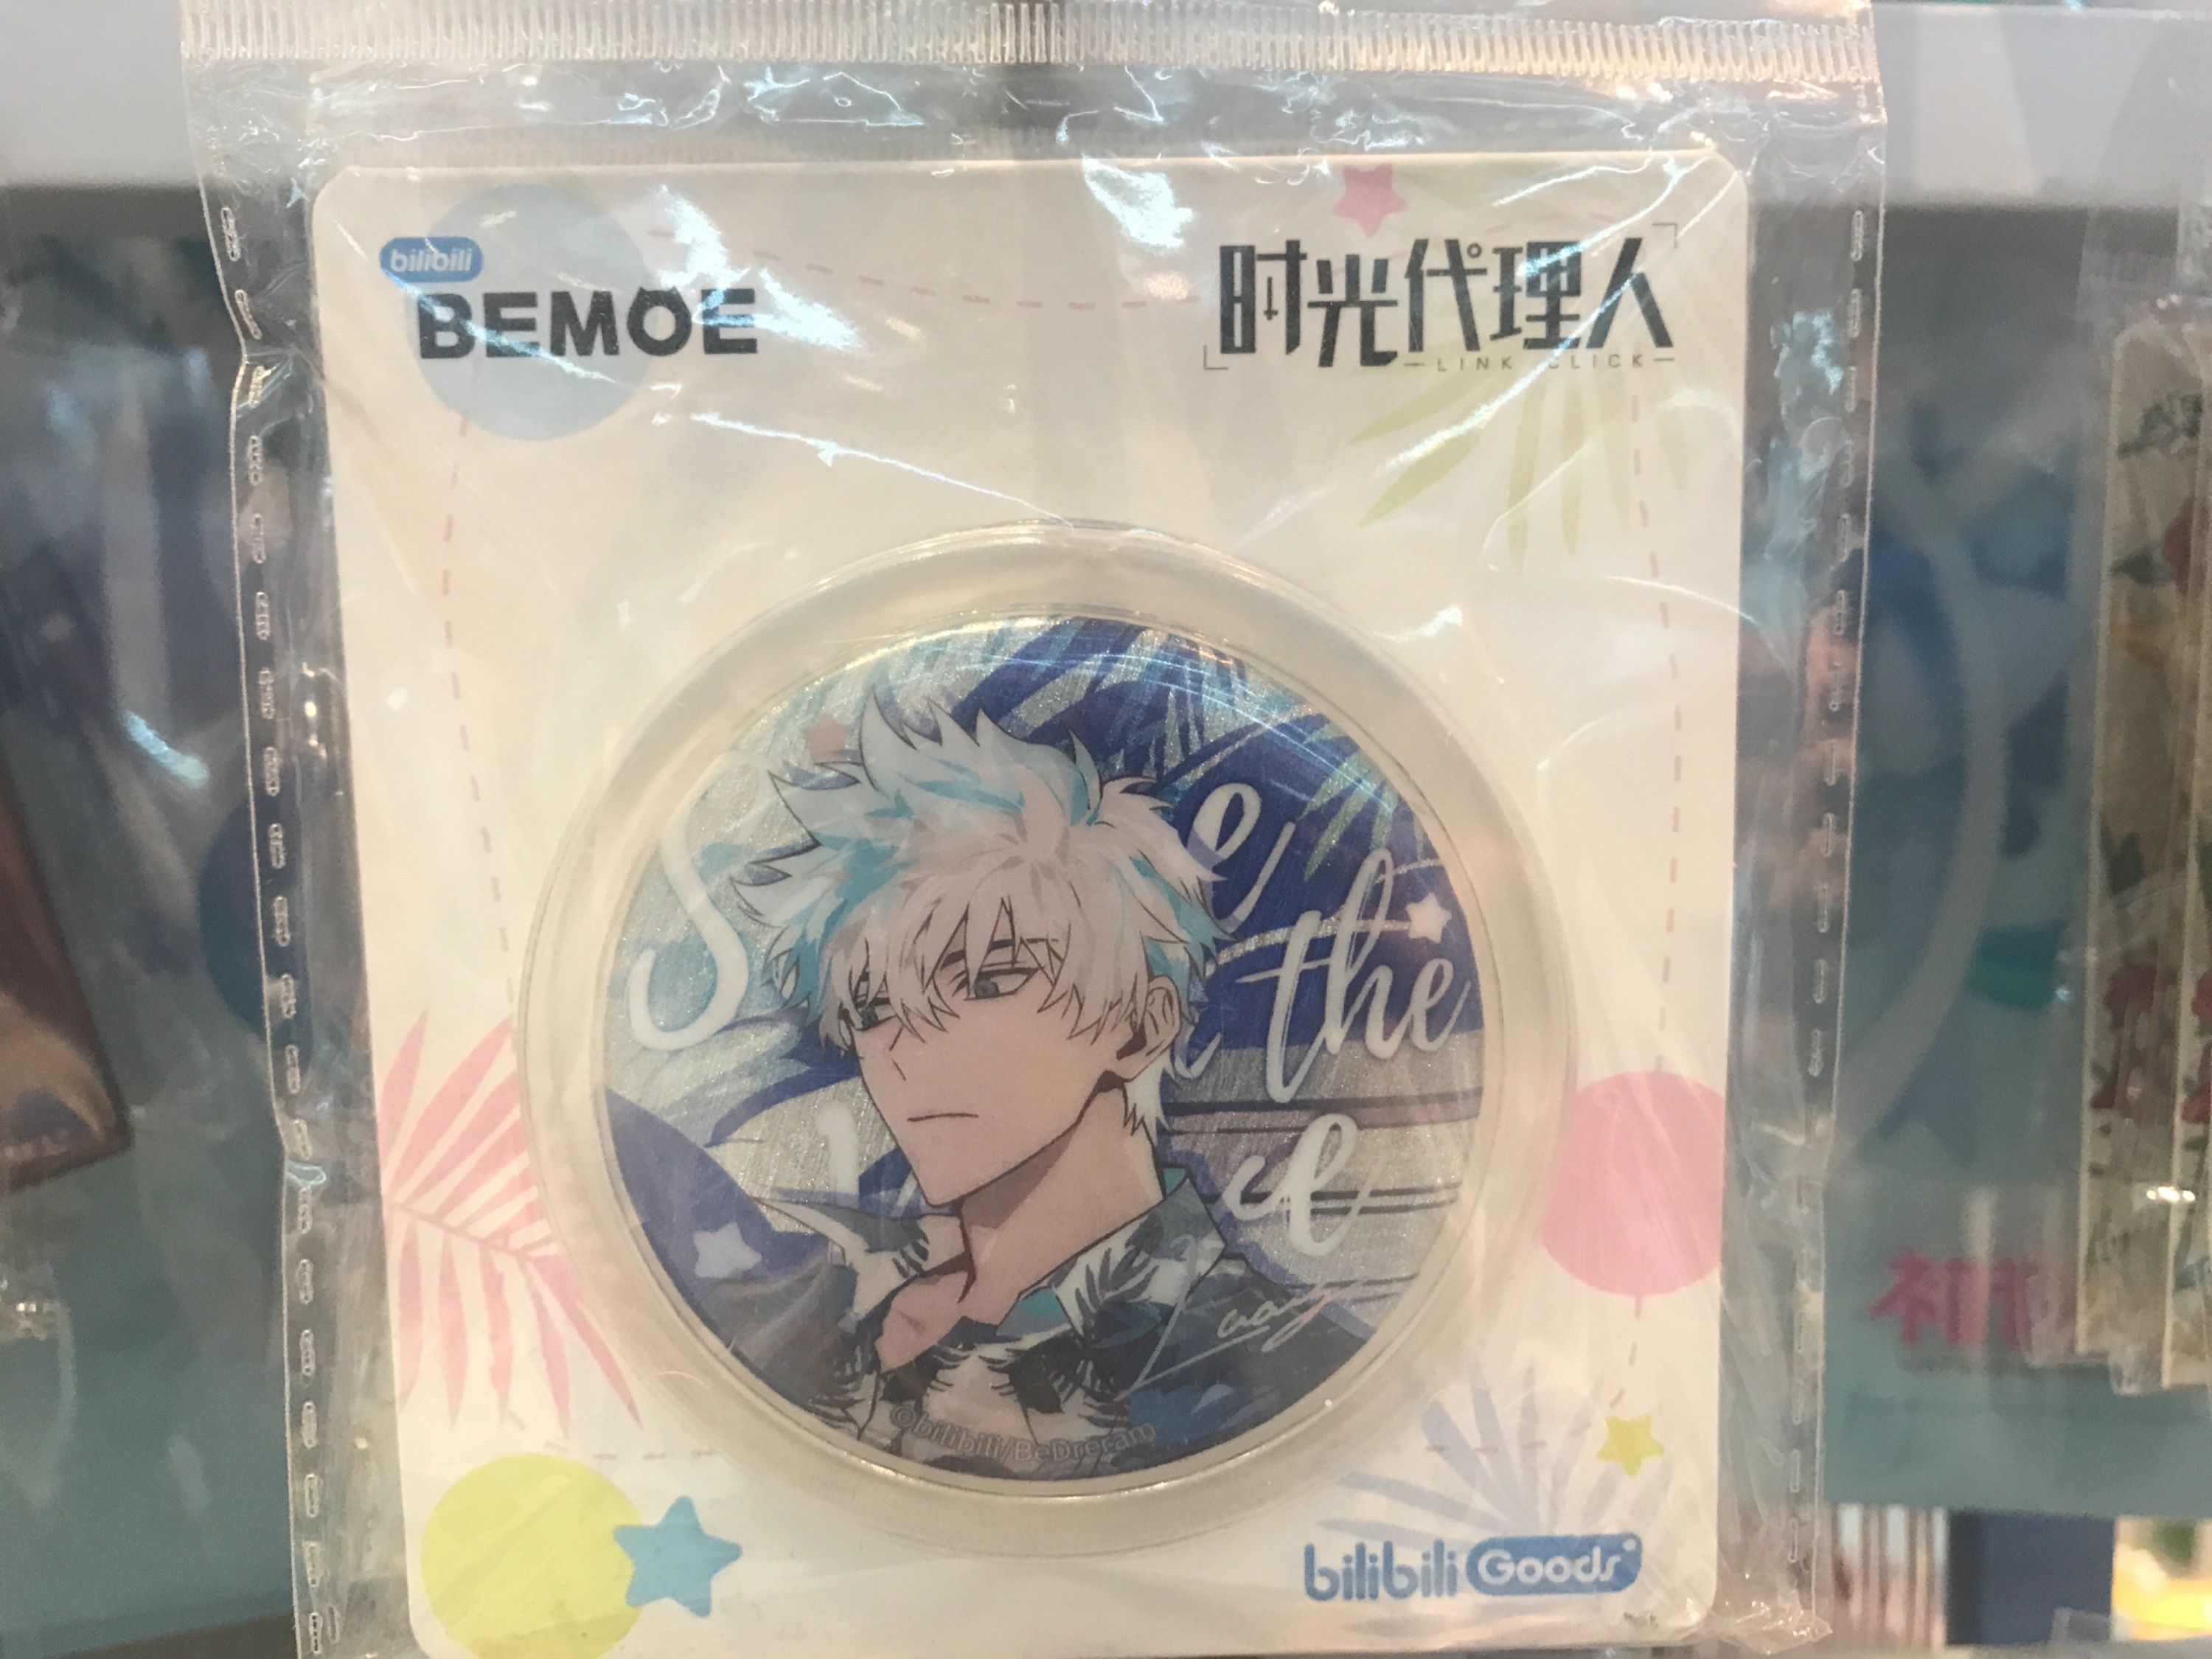 bilibili
BEMOE
时光代理人
LINK CLICK
the
©bilibili/BeDream
bilibili Goods